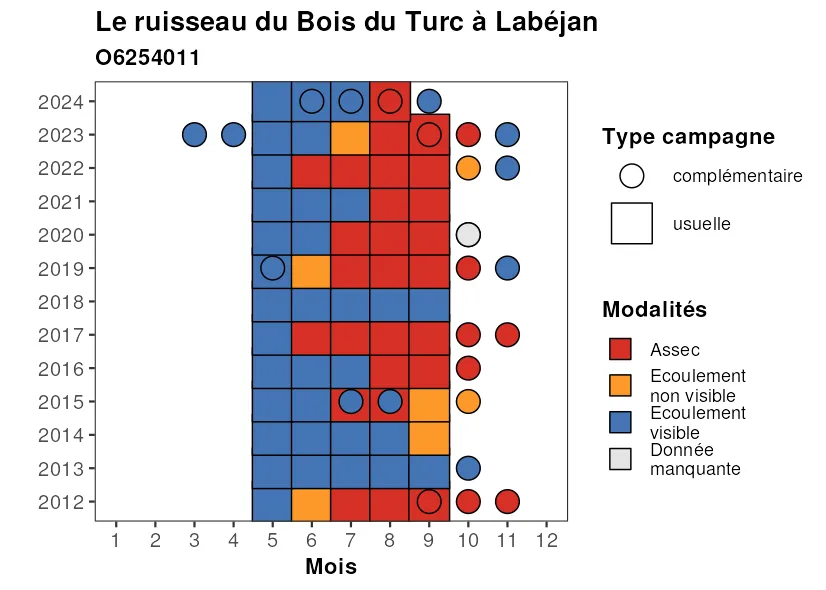 Le ruisseau du Bois du Turc à Labéjan
O6254011
2024
2023
2022
2021
2020
2019
2018
2017
2016
2015
2014
2013
2012
1 2 3 4 5 6 7 8 9 10 11 12
Mois
Type campagne
complémentaire
usuelle
Modalités
Assec
Ecoulement
non visible
Ecoulement
visible
Donnée
manquante